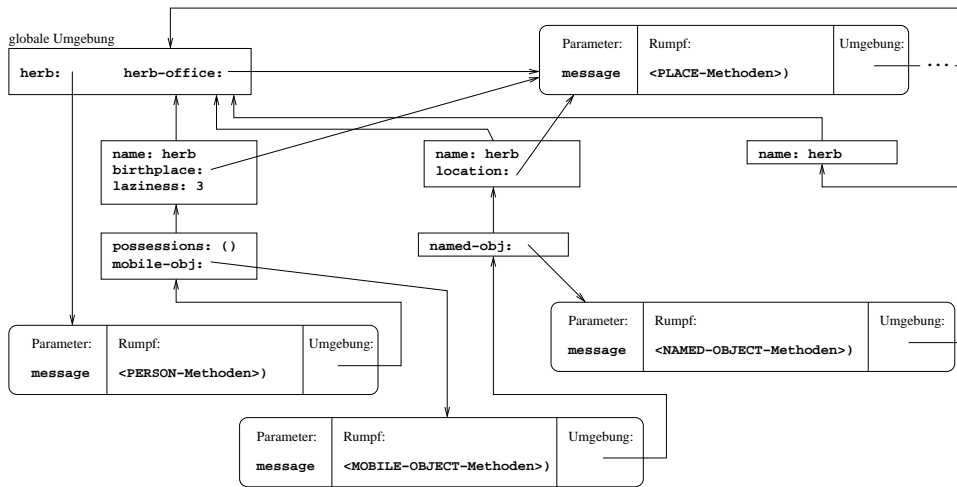 globale Umgebung
herb: herb-office:
Parameter: Rumpf: Umgebung:
message <PLACE-Methoden>) ...
name: herb
birthplace:
laziness: 3
name: herb
location:
name: herb
possessions: ()
mobile-obj:
named-obj:
Parameter: Rumpf: Umgebung:
message <NAMED-OBJECT-Methoden>)
Parameter: Rumpf: Umgebung:
message <PERSON-Methoden>)
Parameter: Rumpf: Umgebung:
message <MOBILE-OBJECT-Methoden>)